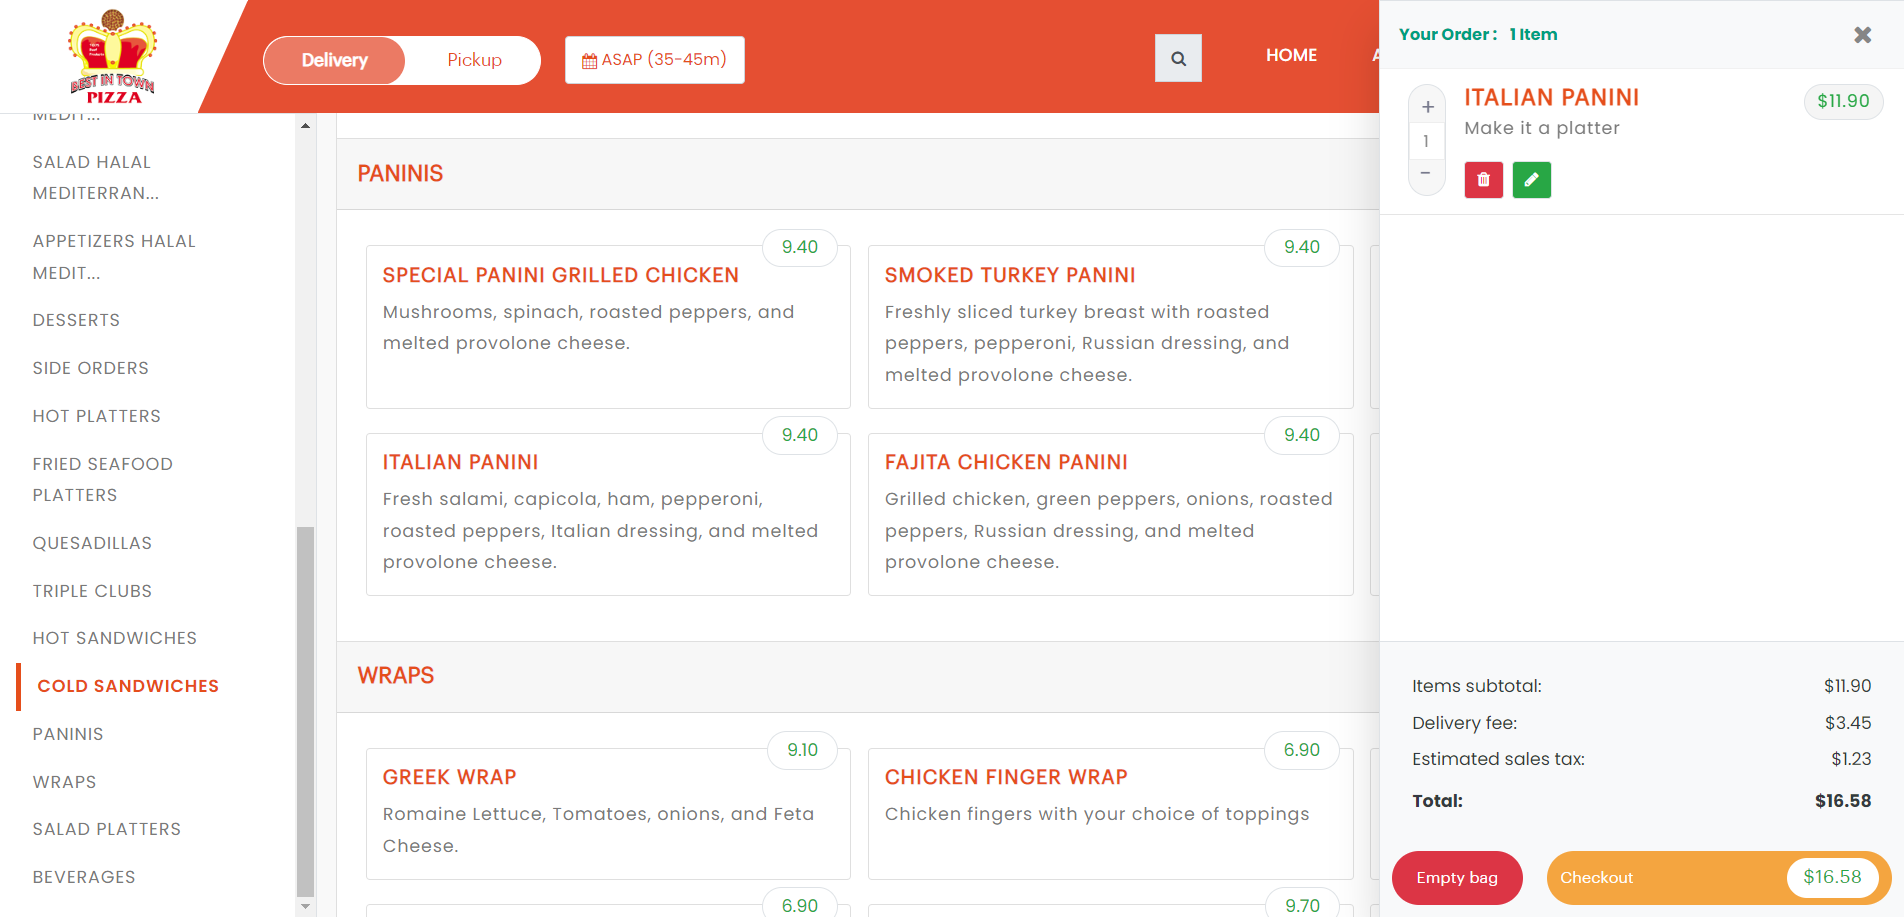 BEST IN TOWN
PIZZA
Delivery
Pickup
ASAP (35-45m)
HOME
MEDIT...
SALAD HALAL
MEDITERRAN...
APPETIZERS HALAL
MEDIT...
DESSERTS
SIDE ORDERS
HOT PLATTERS
FRIED SEAFOOD
PLATTERS
QUESADILLAS
TRIPLE CLUBS
HOT SANDWICHES
COLD SANDWICHES
PANINIS
WRAPS
SALAD PLATTERS
BEVERAGES
PANINIS
9.40
SPECIAL PANINI GRILLED CHICKEN
Mushrooms, spinach, roasted peppers, and
melted provolone cheese.
9.40
SMOKED TURKEY PANINI
Freshly sliced turkey breast with roasted
peppers, pepperoni, Russian dressing, and
melted provolone cheese.
9.40
ITALIAN PANINI
Fresh salami, capicola, ham, pepperoni,
roasted peppers, Italian dressing, and melted
provolone cheese.
9.40
FAJITA CHICKEN PANINI
Grilled chicken, green peppers, onions, roasted
peppers, Russian dressing, and melted
provolone cheese.
WRAPS
9.10
GREEK WRAP
Romaine Lettuce, Tomatoes, onions, and Feta
Cheese.
6.90
CHICKEN FINGER WRAP
Chicken fingers with your choice of toppings
6.90
9.70
Your Order : 1 Item
+
1
−
ITALIAN PANINI
$11.90
Make it a platter
Items subtotal: $11.90
Delivery fee: $3.45
Estimated sales tax: $1.23
Total: $16.58
Empty bag
Checkout $16.58